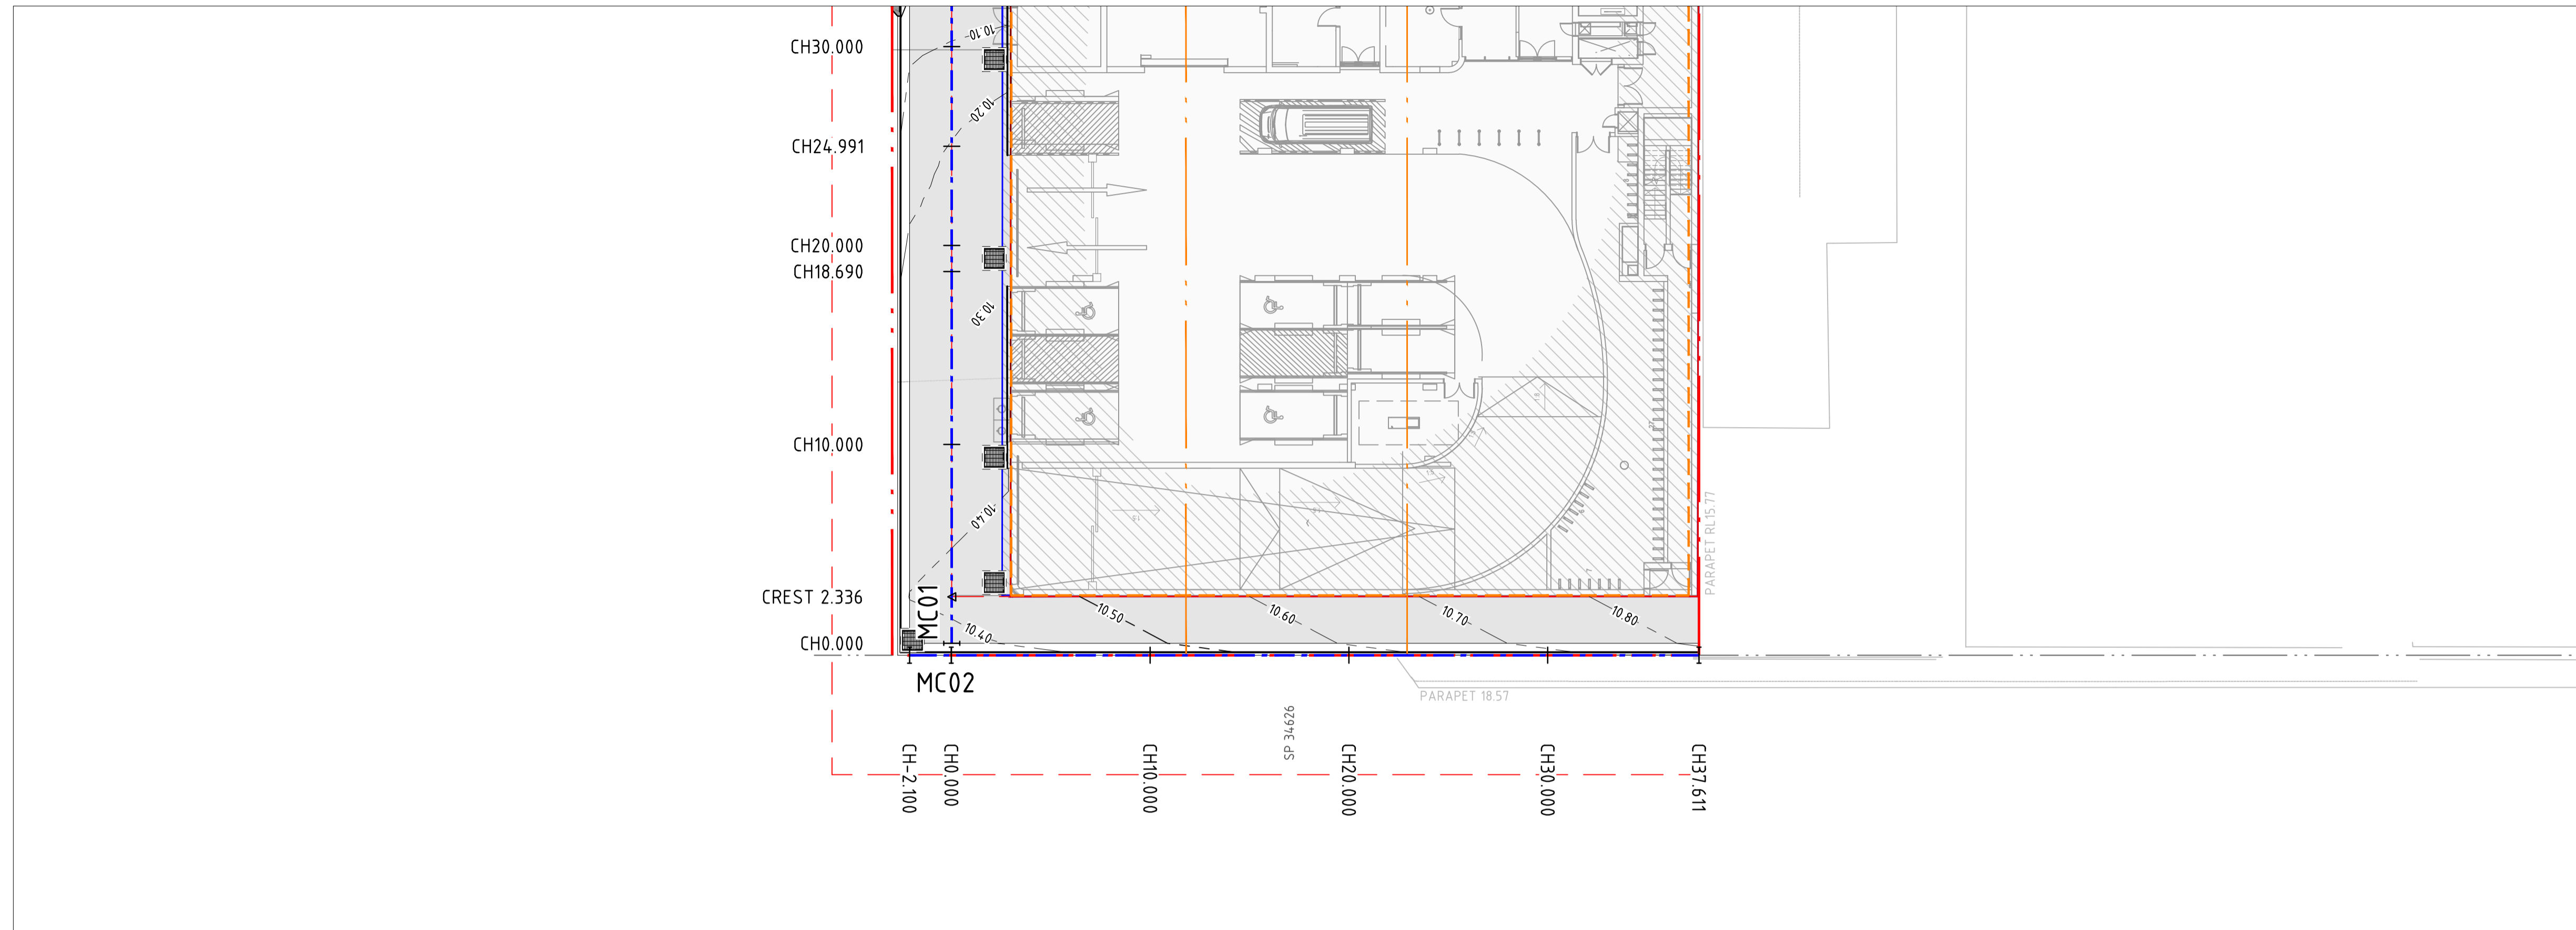 CH30.000
10.10
10.20
CH24.991
CH20.000
CH18.690
10.30
CH10.000
10.40
CREST 2.336
MC01
CH0.000
10.40
10.50
10.60
10.70
10.80
PARAPET RL15.77
MC02
PARAPET 18.57
SP 34626
CH-2.100
CH0.000
CH10.000
CH20.000
CH30.000
CH37.611